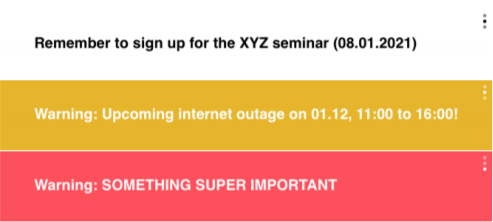 Remember to sign up for the XYZ seminar (08.01.2021)
Warning: Upcoming internet outage on 01.12, 11:00 to 16:00!
Warning: SOMETHING SUPER IMPORTANT